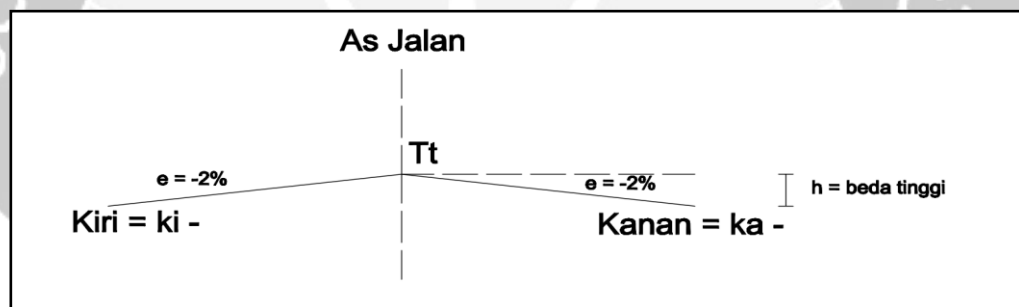 As Jalan
Tt
e = -2%
e = -2%
h = beda tinggi
Kiri = ki -
Kanan = ka -